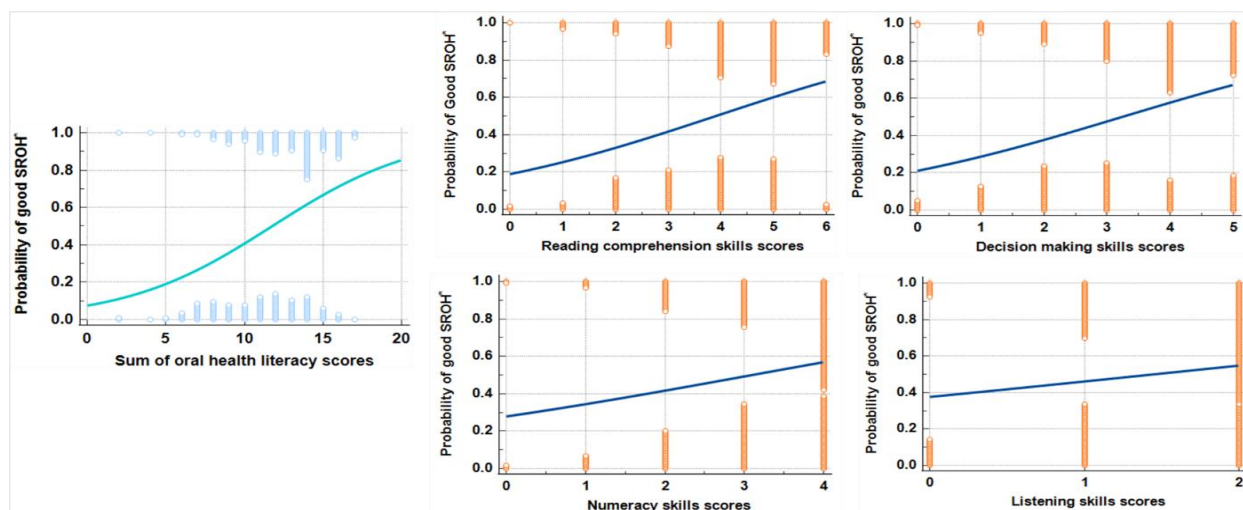 Probability of good SROH*
1.0
0.8
0.6
0.4
0.2
0.0
0 5 10 15 20
Sum of oral health literacy scores
Probability of Good SROH*
1.0
0.8
0.6
0.4
0.2
0.0
0 1 2 3 4 5 6
Reading comprehension skills scores
Probability of good SROH*
1.0
0.8
0.6
0.4
0.2
0.0
0 1 2 3 4 5
Decision making skills scores
Probability of good SROH*
1.0
0.8
0.6
0.4
0.2
0.0
0 1 2 3 4
Numeracy skills scores
Probability of good SROH*
1.0
0.8
0.6
0.4
0.2
0.0
0 1 2
Listening skills scores